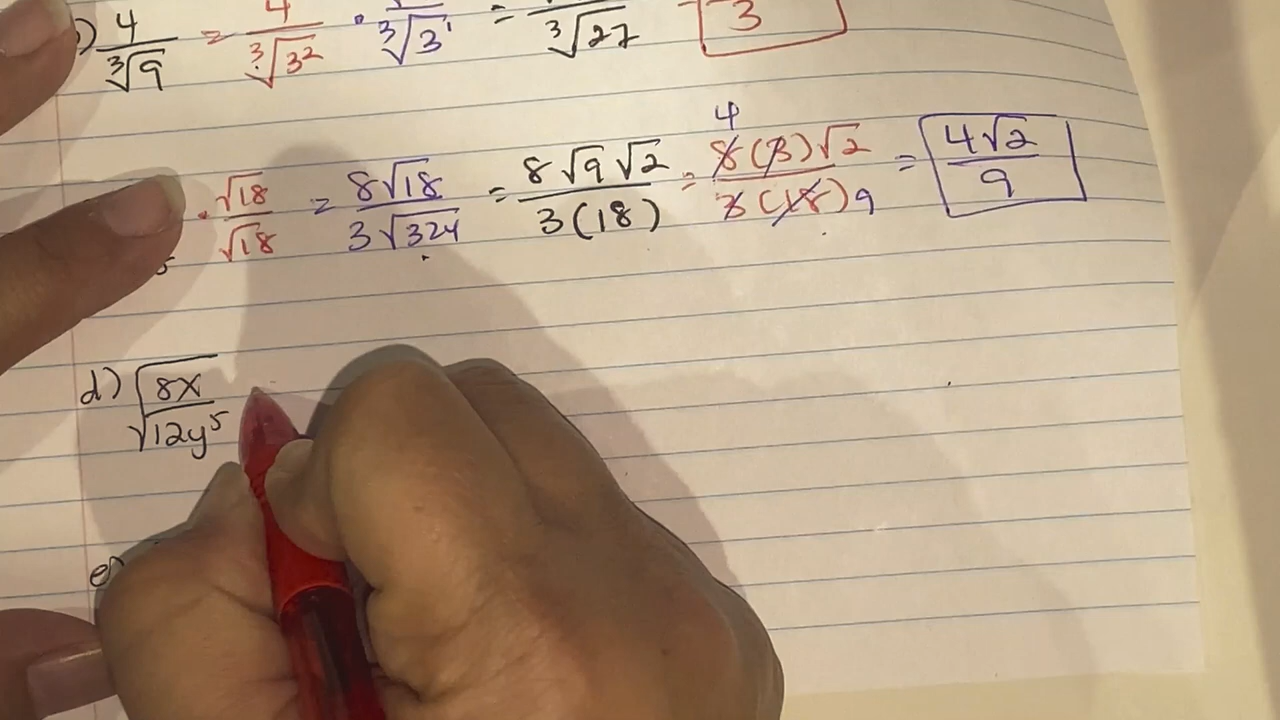 ) 4/∛9 = 4/∛3² · /∛3¹ = /∛27 3
· √18/√18 = 8√18/3√324 = 8√9√2/3(18) = 8(3)√2/3(18) 4 9 = 4√2/9
d) √8x/√12y⁵
e)